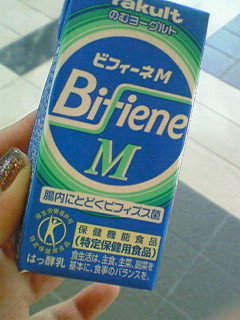 Yakult
のむヨーグルト
ビフィーネM
Bifiene
M
腸内にとどくビフィズス菌
保健機能食品
(特定保健用食品)
食生活は、主食、主菜、副菜を
基本に、食事のバランスを。
はっ酵乳